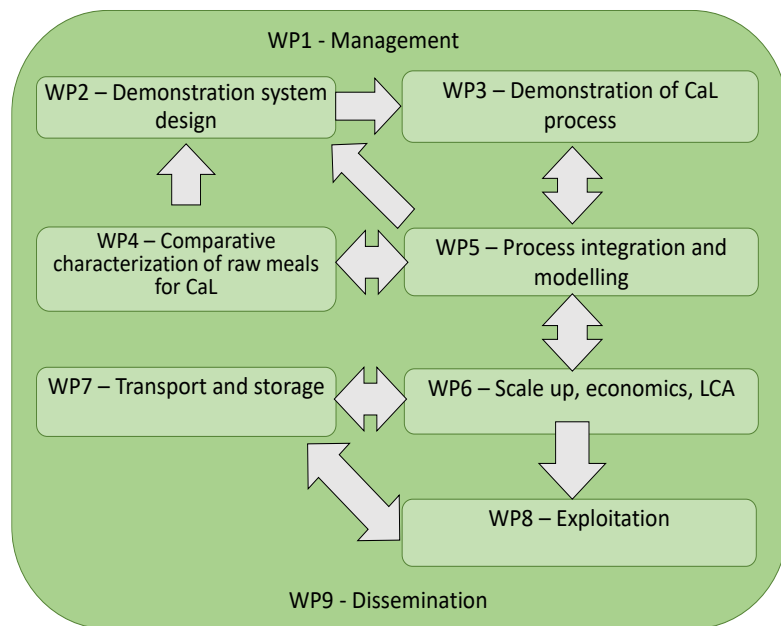 WP1 - Management
WP2 – Demonstration system
design
WP3 – Demonstration of CaL
process
WP4 – Comparative
characterization of raw meals
for CaL
WP5 – Process integration and
modelling
WP7 – Transport and storage
WP6 – Scale up, economics, LCA
WP8 – Exploitation
WP9 - Dissemination